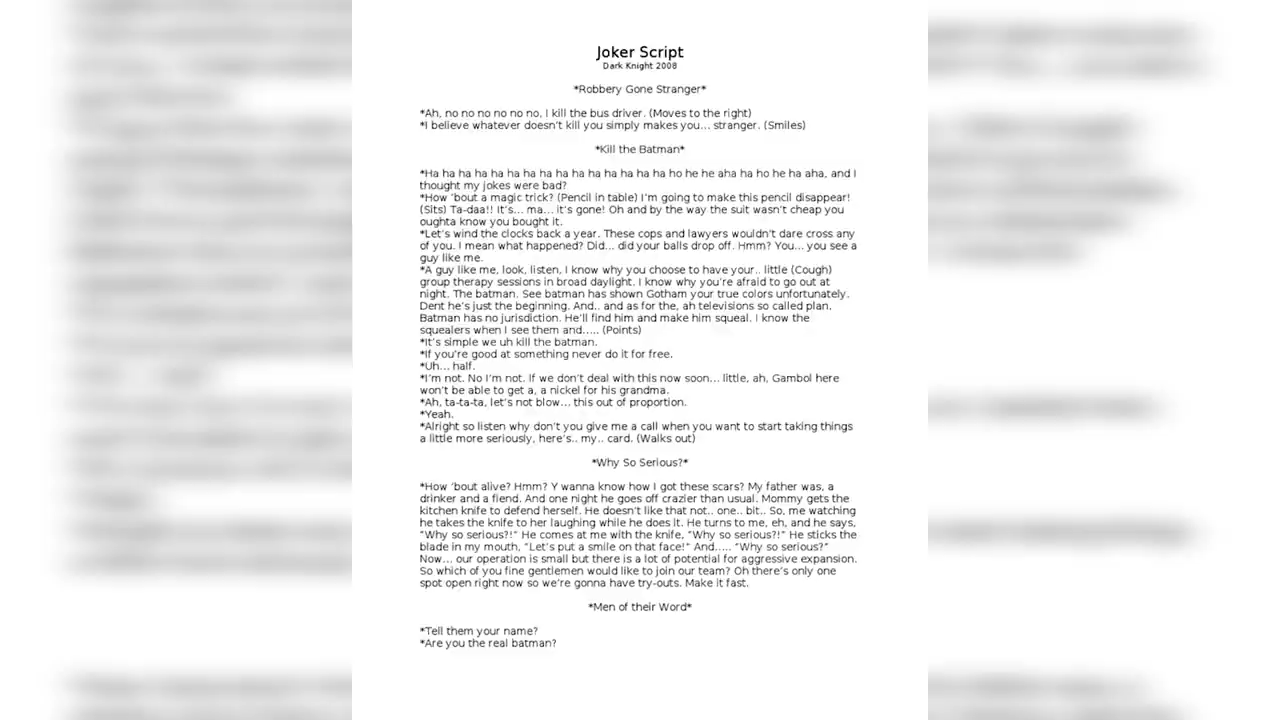 Joker Script
Dark Knight 2008
*Robbery Gone Stranger*
*Ah, no no no no no no, I kill the bus driver. (Moves to the right)
*I believe whatever doesn't kill you simply makes you... stranger. (Smiles)
*Kill the Batman*
*Ha ha ha ha ha ha ha ha ha ha ha ha ha ha ha ho he he aha ha ho he ha aha, and I
thought my jokes were bad?
*How 'bout a magic trick? (Pencil in table) I'm going to make this pencil disappear!
(Sits) Ta-daa!! It's... ma... it's gone! Oh and by the way the suit wasn't cheap you
oughta know you bought it.
*Let's wind the clocks back a year. These cops and lawyers wouldn't dare cross any
of you. I mean what happened? Did... did your balls drop off. Hmm? You... you see a
guy like me.
*A guy like me, look, listen, I know why you choose to have your.. little (Cough)
group therapy sessions in broad daylight. I know why you're afraid to go out at
night. The batman. See batman has shown Gotham your true colors unfortunately.
Dent he's just the beginning. And.. and as for the, ah televisions so called plan.
Batman has no jurisdiction. He'll find him and make him squeal. I know the
squealers when I see them and..... (Points)
*It's simple we uh kill the batman.
*If you're good at something never do it for free.
*Uh... half.
*I'm not. No I'm not. If we don't deal with this now soon... little, ah, Gambol here
won't be able to get a, a nickel for his grandma.
*Ah, ta-ta-ta, let's not blow... this out of proportion.
*Yeah.
*Alright so listen why don't you give me a call when you want to start taking things
a little more seriously, here's.. my.. card. (Walks out)
*Why So Serious?*
*How 'bout alive? Hmm? Y wanna know how I got these scars? My father was, a
drinker and a fiend. And one night he goes off crazier than usual. Mommy gets the
kitchen knife to defend herself. He doesn't like that not.. one.. bit.. So, me watching
he takes the knife to her laughing while he does it. He turns to me, eh, and he says,
"Why so serious?!" He comes at me with the knife, "Why so serious?!" He sticks the
blade in my mouth, "Let's put a smile on that face!" And..... "Why so serious?"
Now... our operation is small but there is a lot of potential for aggressive expansion.
So which of you fine gentlemen would like to join our team? Oh there's only one
spot open right now so we're gonna have try-outs. Make it fast.
*Men of their Word*
*Tell them your name?
*Are you the real batman?